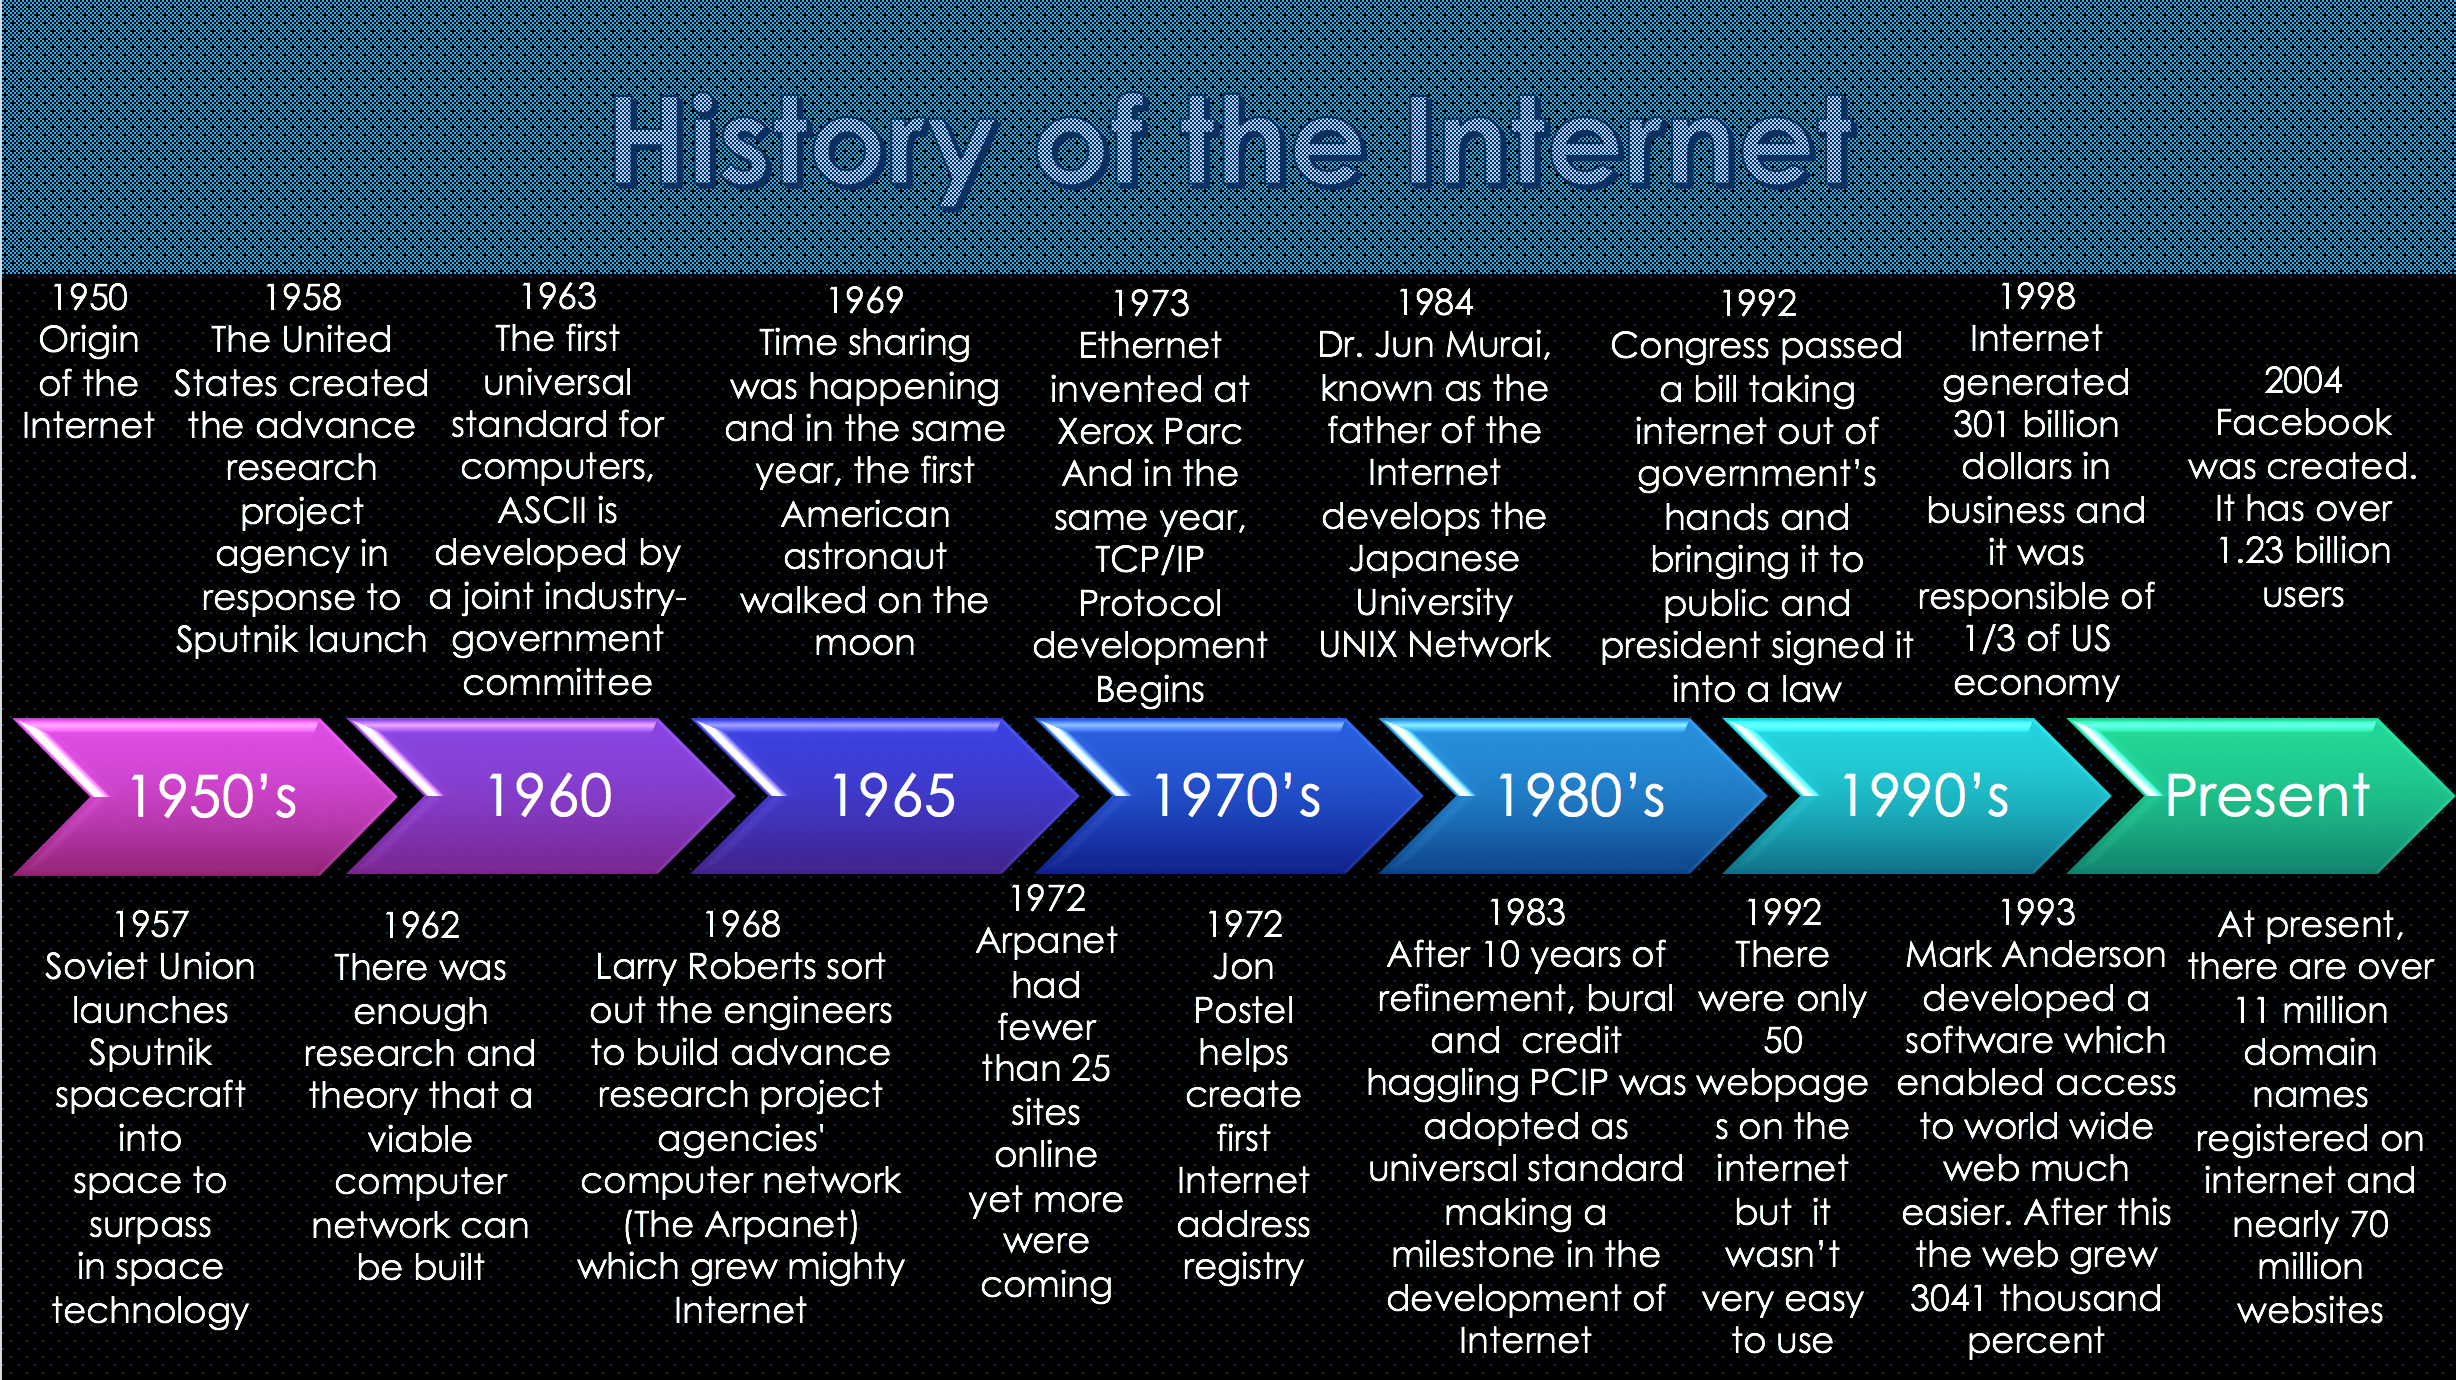 History of the Internet
1950
Origin
of the
Internet
1958
The United
States created
the advance
research
project
agency in
response to
Sputnik launch
1963
The first
universal
standard for
computers,
ASCII is
developed by
a joint industry-
government
committee
1969
Time sharing
was happening
and in the same
year, the first
American
astronaut
walked on the
moon
1973
Ethernet
invented at
Xerox Parc
And in the
same year,
TCP/IP
Protocol
development
Begins
1984
Dr. Jun Murai,
known as the
father of the
Internet
develops the
Japanese
University
UNIX Network
1992
Congress passed
a bill taking
internet out of
government’s
hands and
bringing it to
public and
president signed it
into a law
1998
Internet
generated
301 billion
dollars in
business and
it was
responsible of
1/3 of US
economy
2004
Facebook
was created.
It has over
1.23 billion
users
1950’s
1960
1965
1970’s
1980’s
1990’s
Present
1957
Soviet Union
launches
Sputnik
spacecraft
into
space to
surpass
in space
technology
1962
There was
enough
research and
theory that a
viable
computer
network can
be built
1968
Larry Roberts sort
out the engineers
to build advance
research project
agencies'
computer network
(The Arpanet)
which grew mighty
Internet
1972
Arpanet
had
fewer
than 25
sites
online
yet more
were
coming
1972
Jon
Postel
helps
create
first
Internet
address
registry
1983
After 10 years of
refinement, bural
and  credit
haggling PCIP was
adopted as
universal standard
making a
milestone in the
development of
Internet
1992
There
were only
50
webpage
s on the
internet
but  it
wasn’t
very easy
to use
1993
Mark Anderson
developed a
software which
enabled access
to world wide
web much
easier. After this
the web grew
3041 thousand
percent
At present,
there are over
11 million
domain
names
registered on
internet and
nearly 70
million
websites